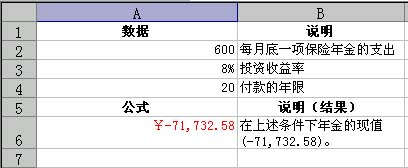 A B
1 数据 说明
2 600 每月底一项保险年金的支出
3 8% 投资收益率
4 20 付款的年限
5 公式 说明（结果）
6 ￥-71,732.58 在上述条件下年金的现值
(-71,732.58)。
7